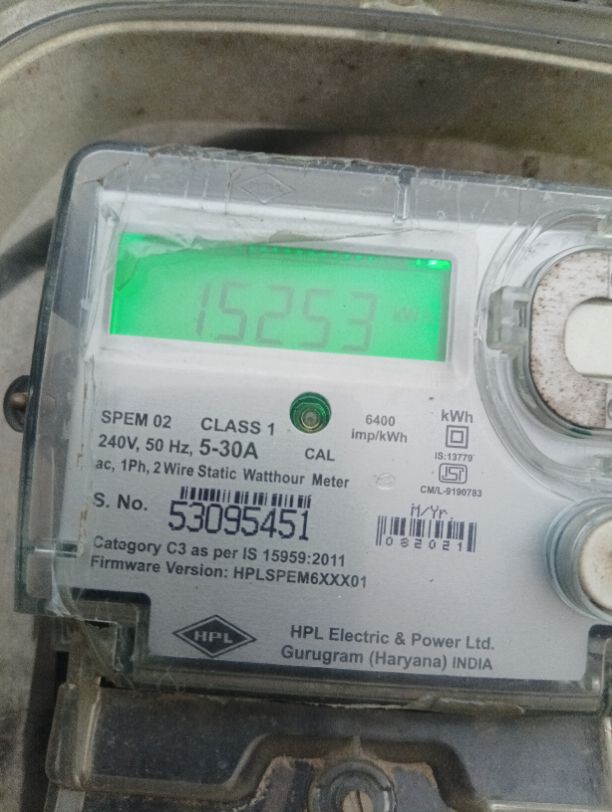 15253 kWh
SPEM 02 CLASS 1
240V, 50 Hz, 5-30A
ac, 1Ph, 2 Wire Static Watthour Meter
CAL
6400
imp/kWh
kWh
IS:13779
ISI
CM/L-9190783
S. No. 53095451
M/Yr.
082021
Category C3 as per IS 15959:2011
Firmware Version: HPLSPEM6XXX01
HPL
HPL Electric & Power Ltd.
Gurugram (Haryana) INDIA